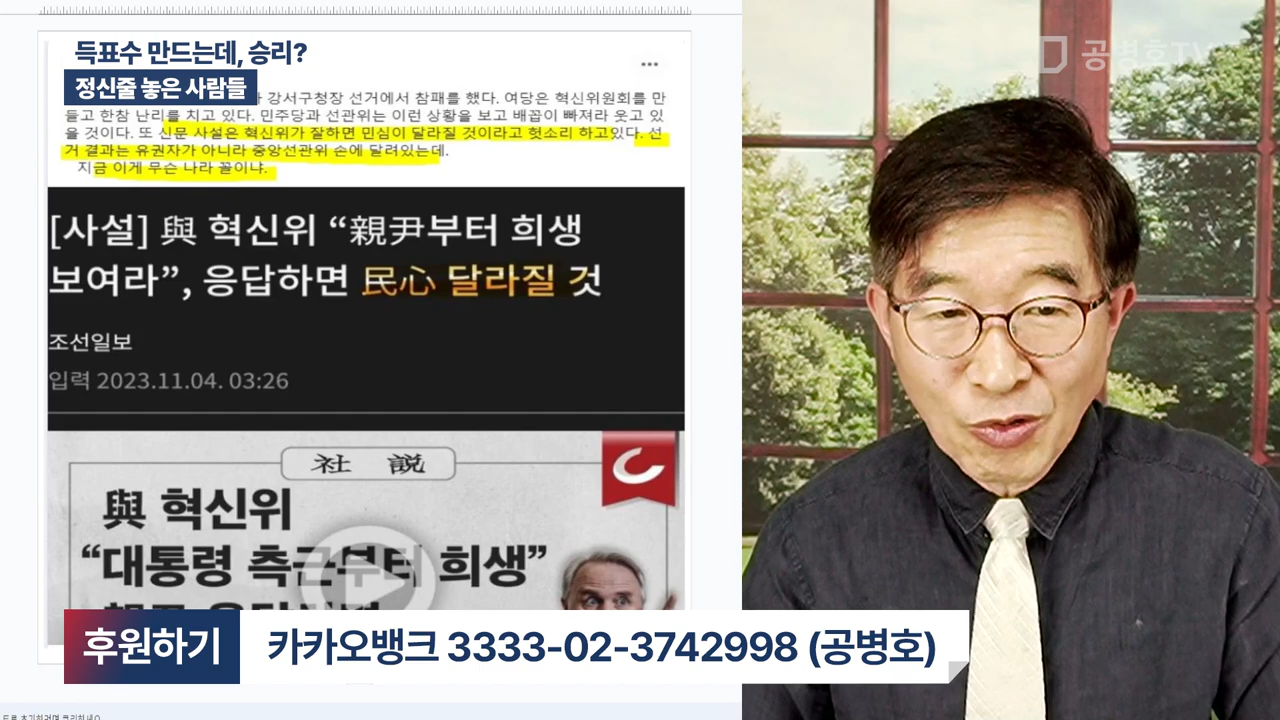 득표수 만드는데, 승리?
정신줄 놓은 사람들
공병호TV
강서구청장 선거에서 참패를 했다. 여당은 혁신위원회를 만
들고 한참 난리를 치고 있다. 민주당과 선관위는 이런 상황을 보고 배꼽이 빠져라 웃고 있
을 것이다. 또 신문 사설은 혁신위가 잘하면 민심이 달라질 것이라고 헛소리 하고있다. 선
거 결과는 유권자가 아니라 중앙선관위 손에 달려있는데.
지금 이게 무슨 나라 꼴이냐.
[사설] 與 혁신위 “親尹부터 희생
보여라”, 응답하면 民心 달라질 것
조선일보
입력 2023.11.04. 03:26
社 說
與 혁신위
“대통령 측근부터 희생”
후원하기
카카오뱅크 3333-02-3742998 (공병호)